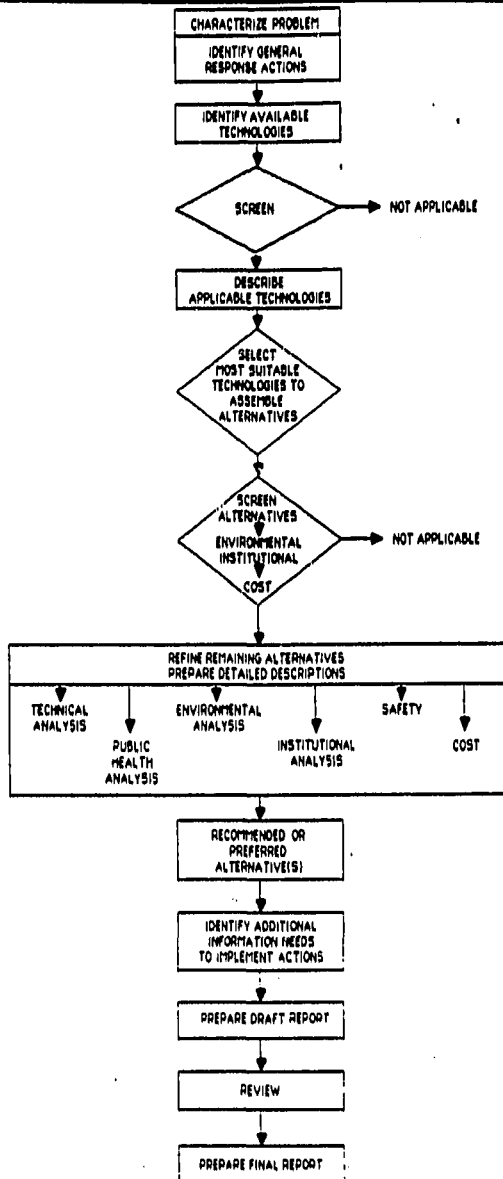 CHARACTERIZE PROBLEM
IDENTIFY GENERAL
RESPONSE ACTIONS
IDENTIFY AVAILABLE
TECHNOLOGIES
SCREEN
NOT APPLICABLE
DESCRIBE
APPLICABLE TECHNOLOGIES
SELECT
MOST SUITABLE
TECHNOLOGIES TO
ASSEMBLE
ALTERNATIVES
SCREEN
ALTERNATIVES
ENVIRONMENTAL
INSTITUTIONAL
COST
NOT APPLICABLE
REFINE REMAINING ALTERNATIVES
PREPARE DETAILED DESCRIPTIONS
TECHNICAL
ANALYSIS
PUBLIC
HEALTH
ANALYSIS
ENVIRONMENTAL
ANALYSIS
INSTITUTIONAL
ANALYSIS
SAFETY
COST
RECOMMENDED OR
PREFERRED
ALTERNATIVE(S)
IDENTIFY ADDITIONAL
INFORMATION NEEDS
TO IMPLEMENT ACTIONS
PREPARE DRAFT REPORT
REVIEW
PREPARE FINAL REPORT